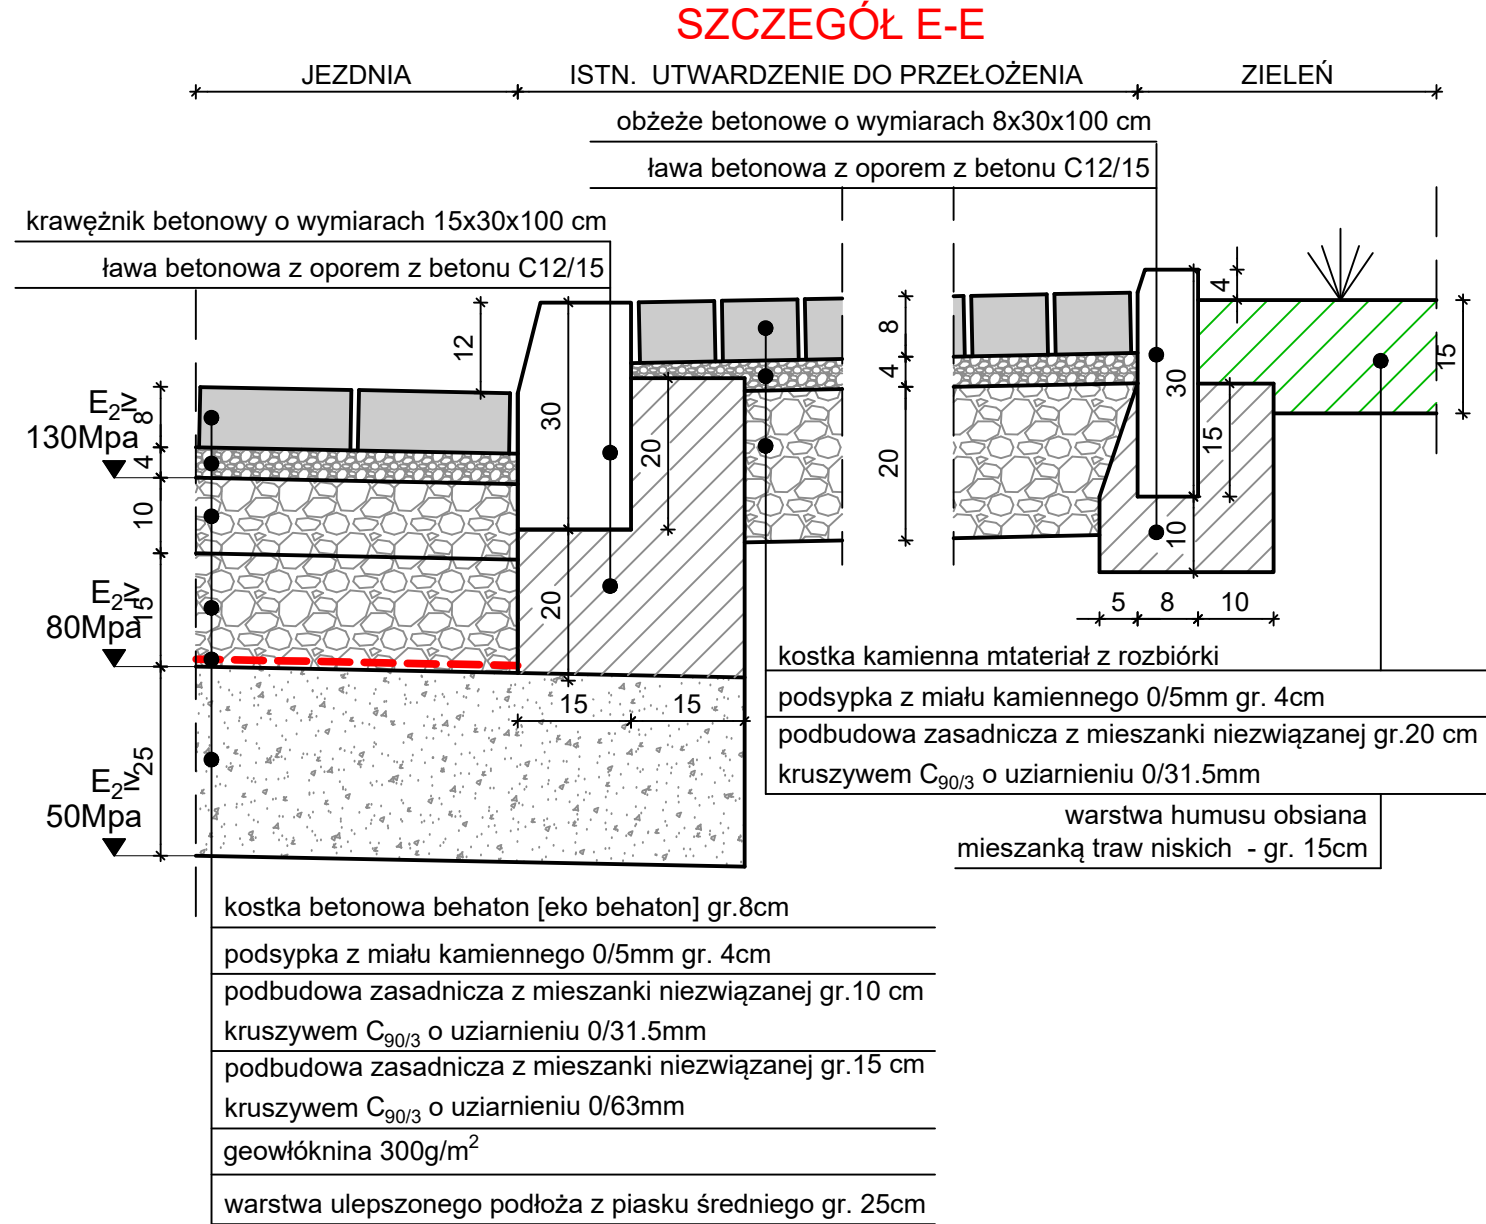 SZCZEGÓŁ E-E
JEZDNIA
ISTN. UTWARDZENIE DO PRZEŁOŻENIA
ZIELEŃ
obżeże betonowe o wymiarach 8x30x100 cm
ława betonowa z oporem z betonu C12/15
krawężnik betonowy o wymiarach 15x30x100 cm
ława betonowa z oporem z betonu C12/15
12
30
20
20
15
15
8
4
20
4
30
15
10
15
5
8
10
E₂≥
130Mpa
8
4
10
E₂≥
80Mpa
15
E₂≥
50Mpa
25
kostka kamienna mtateriał z rozbiórki
podsypka z miału kamiennego 0/5mm gr. 4cm
podbudowa zasadnicza z mieszanki niezwiązanej gr.20 cm
kruszywem C90/3 o uziarnieniu 0/31.5mm
warstwa humusu obsiana
mieszanką traw niskich - gr. 15cm
kostka betonowa behaton [eko behaton] gr.8cm
podsypka z miału kamiennego 0/5mm gr. 4cm
podbudowa zasadnicza z mieszanki niezwiązanej gr.10 cm
kruszywem C90/3 o uziarnieniu 0/31.5mm
podbudowa zasadnicza z mieszanki niezwiązanej gr.15 cm
kruszywem C90/3 o uziarnieniu 0/63mm
geowłóknina 300g/m²
warstwa ulepszonego podłoża z piasku średniego gr. 25cm